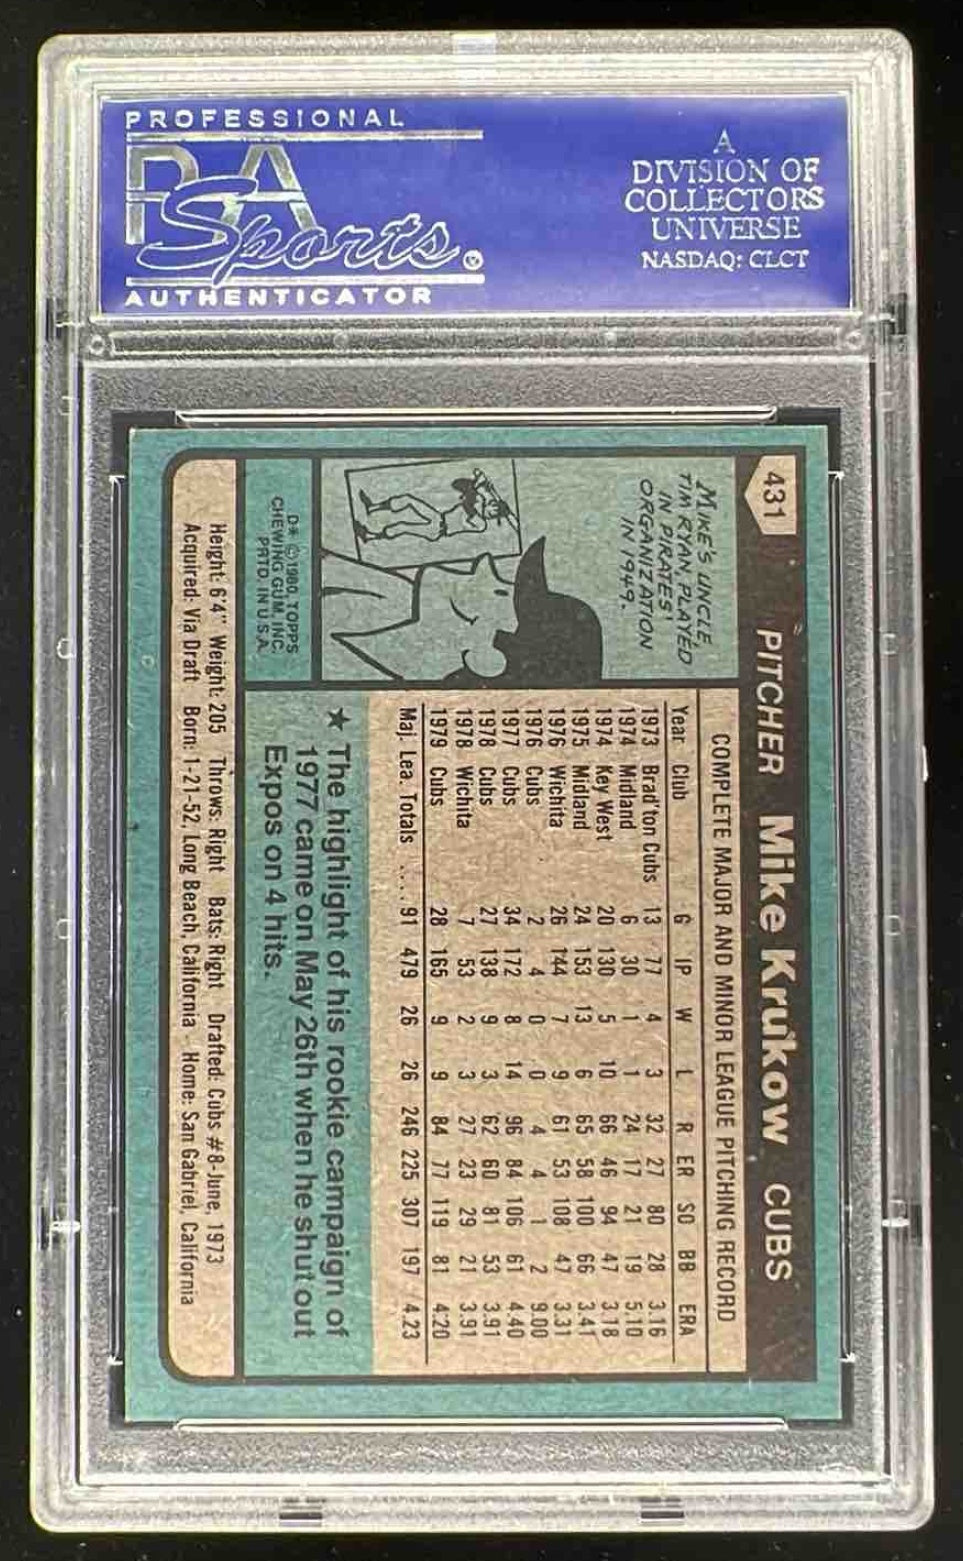 PROFESSIONAL
PSA
Sports®
AUTHENTICATOR
A
DIVISION OF
COLLECTORS
UNIVERSE
NASDAQ: CLCT
431
PITCHER Mike Krukow CUBS
MIKE'S UNCLE,
TIM RYAN, PLAYED
IN PIRATES'
ORGANIZATION
IN 1949.
D* © 1980 TOPPS
CHEWING GUM, INC.
PRTD. IN U.S.A.
COMPLETE MAJOR AND MINOR LEAGUE PITCHING RECORD
Year Club G IP W L R ER SO BB ERA
1973 Brad'ton Cubs 13 77 4 3 32 27 80 28 3.16
1974 Midland 6 30 1 1 24 17 21 19 5.10
1974 Key West 20 130 5 10 66 46 94 47 3.18
1975 Midland 24 153 13 6 65 58 100 66 3.41
1976 Wichita 26 144 7 9 61 53 108 47 3.31
1976 Cubs 2 4 0 0 4 4 1 2 9.00
1977 Cubs 34 172 8 14 96 84 106 61 4.40
1978 Cubs 27 138 9 3 62 60 81 53 3.91
1978 Wichita 7 53 2 3 27 23 29 21 3.91
1979 Cubs 28 165 9 9 84 77 119 81 4.20
Maj. Lea. Totals .... 91 479 26 26 246 225 307 197 4.23
★ The highlight of his rookie campaign of
1977 came on May 26th when he shut out
Expos on 4 hits.
Height: 6'4" Weight: 205 Throws: Right Bats: Right Drafted: Cubs #8-June, 1973
Acquired: Via Draft Born: 1-21-52, Long Beach, California Home: San Gabriel, California